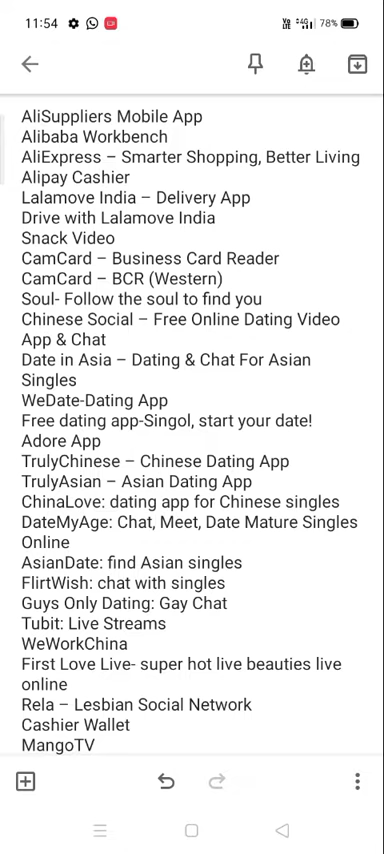 11:54
78%
AliSuppliers Mobile App
Alibaba Workbench
AliExpress – Smarter Shopping, Better Living
Alipay Cashier
Lalamove India – Delivery App
Drive with Lalamove India
Snack Video
CamCard – Business Card Reader
CamCard – BCR (Western)
Soul- Follow the soul to find you
Chinese Social – Free Online Dating Video
App & Chat
Date in Asia – Dating & Chat For Asian
Singles
WeDate-Dating App
Free dating app-Singol, start your date!
Adore App
TrulyChinese – Chinese Dating App
TrulyAsian – Asian Dating App
ChinaLove: dating app for Chinese singles
DateMyAge: Chat, Meet, Date Mature Singles
Online
AsianDate: find Asian singles
FlirtWish: chat with singles
Guys Only Dating: Gay Chat
Tubit: Live Streams
WeWorkChina
First Love Live- super hot live beauties live
online
Rela – Lesbian Social Network
Cashier Wallet
MangoTV